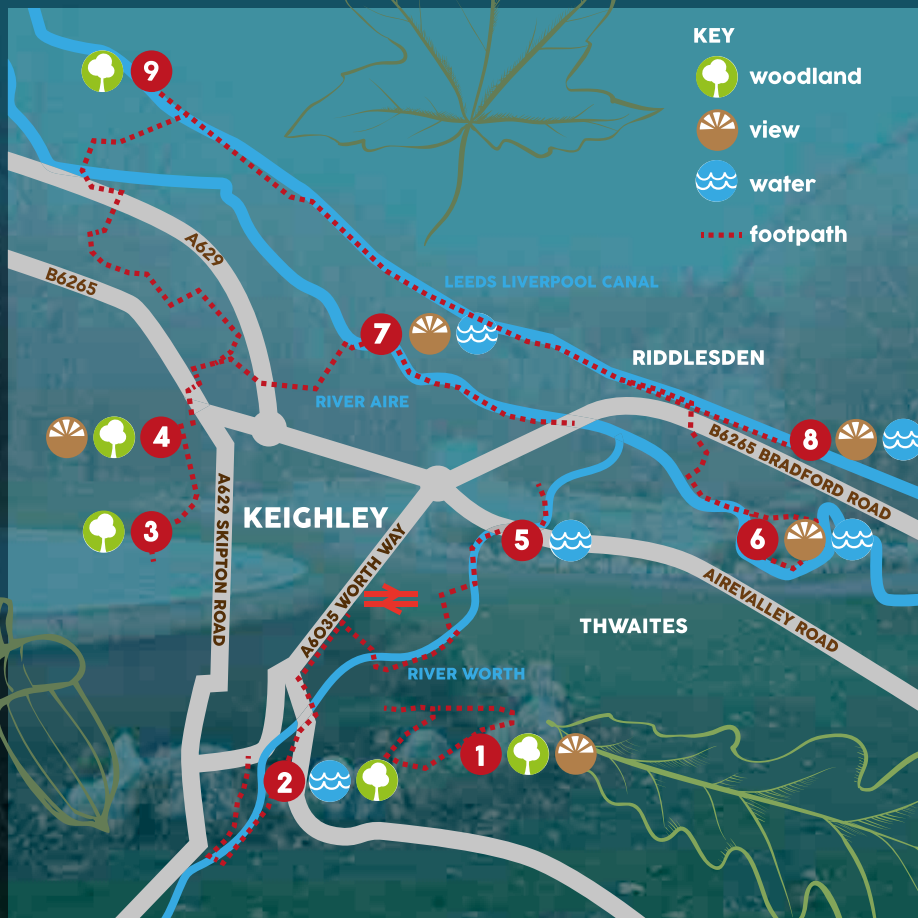 KEY
woodland
view
water
footpath
9
A629
B6265
LEEDS LIVERPOOL CANAL
7
RIDDLESDEN
RIVER AIRE
4
8
B6265 BRADFORD ROAD
A629 SKIPTON ROAD
KEIGHLEY
3
5
6
A6035 WORTH WAY
AIREVALLEY ROAD
THWAITES
RIVER WORTH
1
2